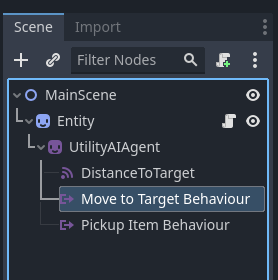 Scene Import
Filter Nodes
MainScene
Entity
UtilityAIAgent
DistanceToTarget
Move to Target Behaviour
Pickup Item Behaviour